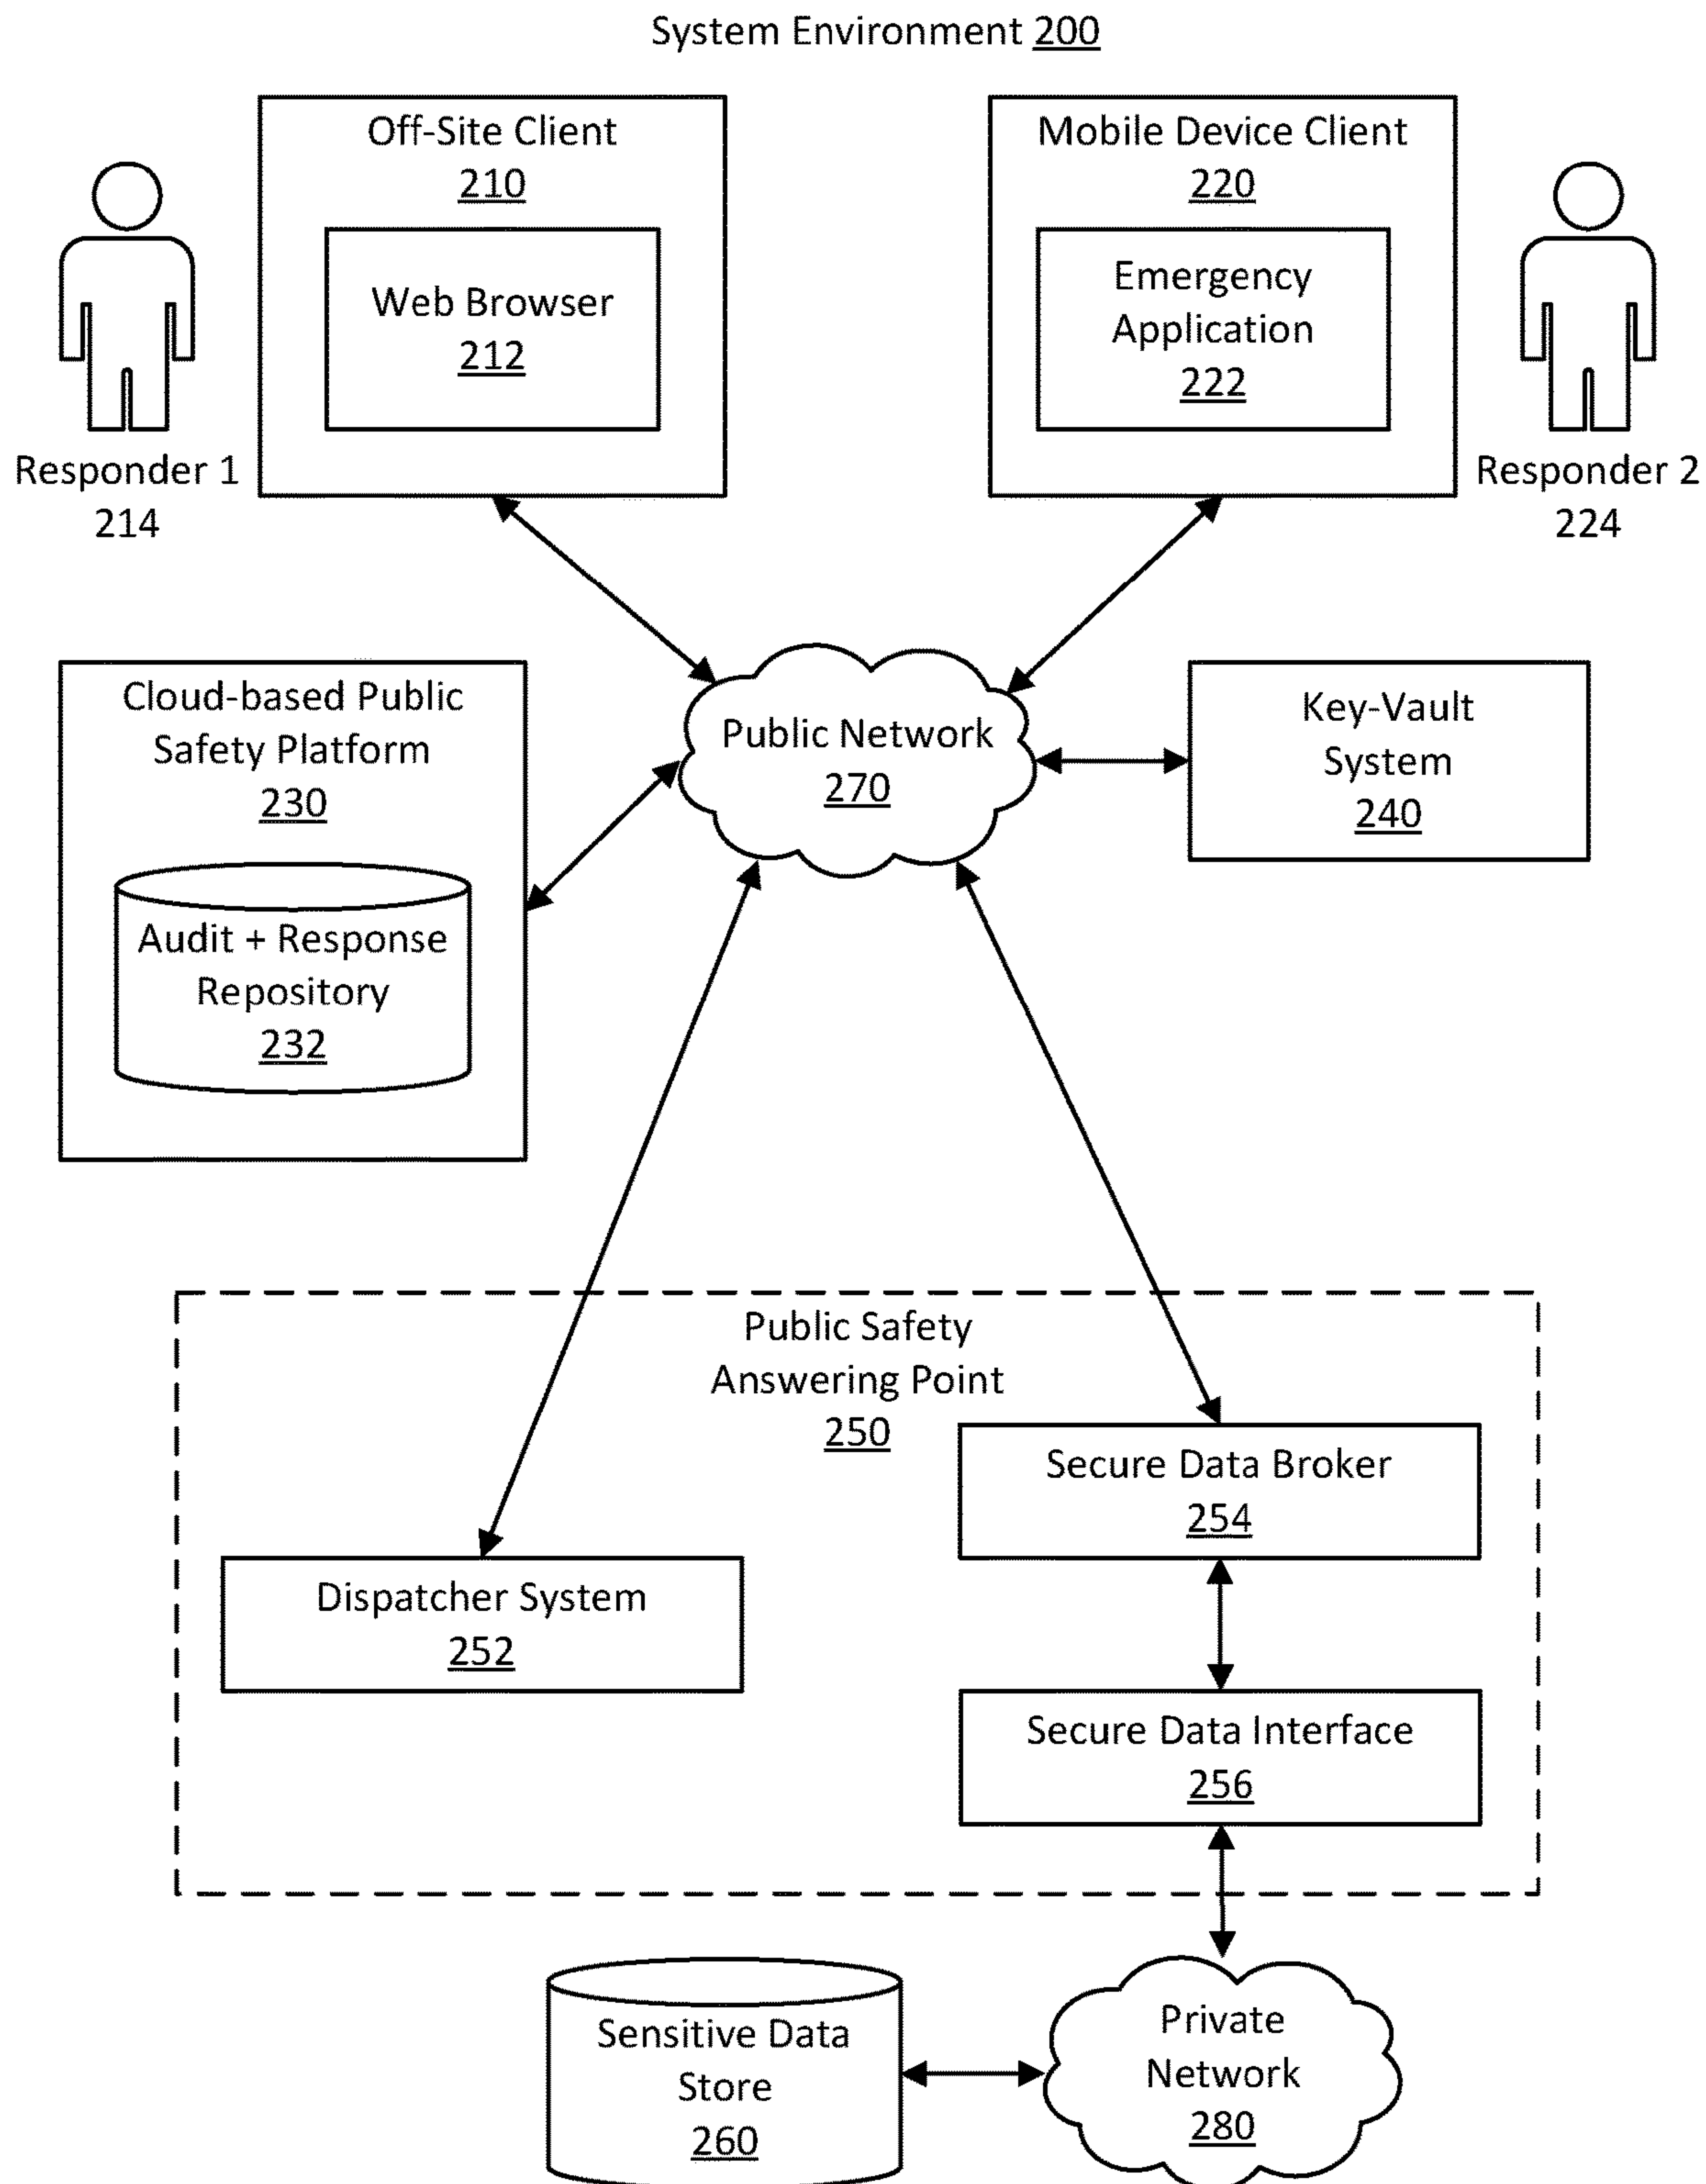 System Environment 200
Off-Site Client
210
Web Browser
212
Responder 1
214
Mobile Device Client
220
Emergency
Application
222
Responder 2
224
Cloud-based Public
Safety Platform
230
Audit + Response
Repository
232
Public Network
270
Key-Vault
System
240
Public Safety
Answering Point
250
Dispatcher System
252
Secure Data Broker
254
Secure Data Interface
256
Sensitive Data
Store
260
Private
Network
280